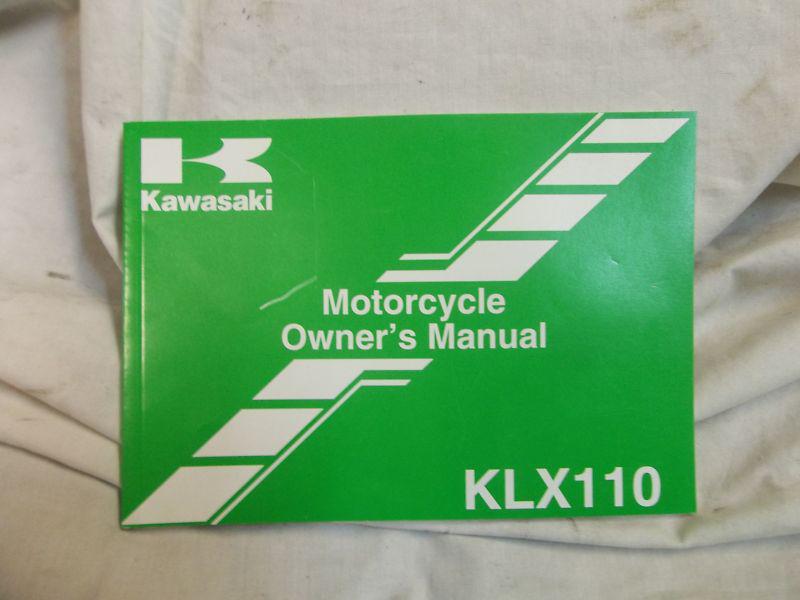 Kawasaki
Motorcycle
Owner's Manual
KLX110